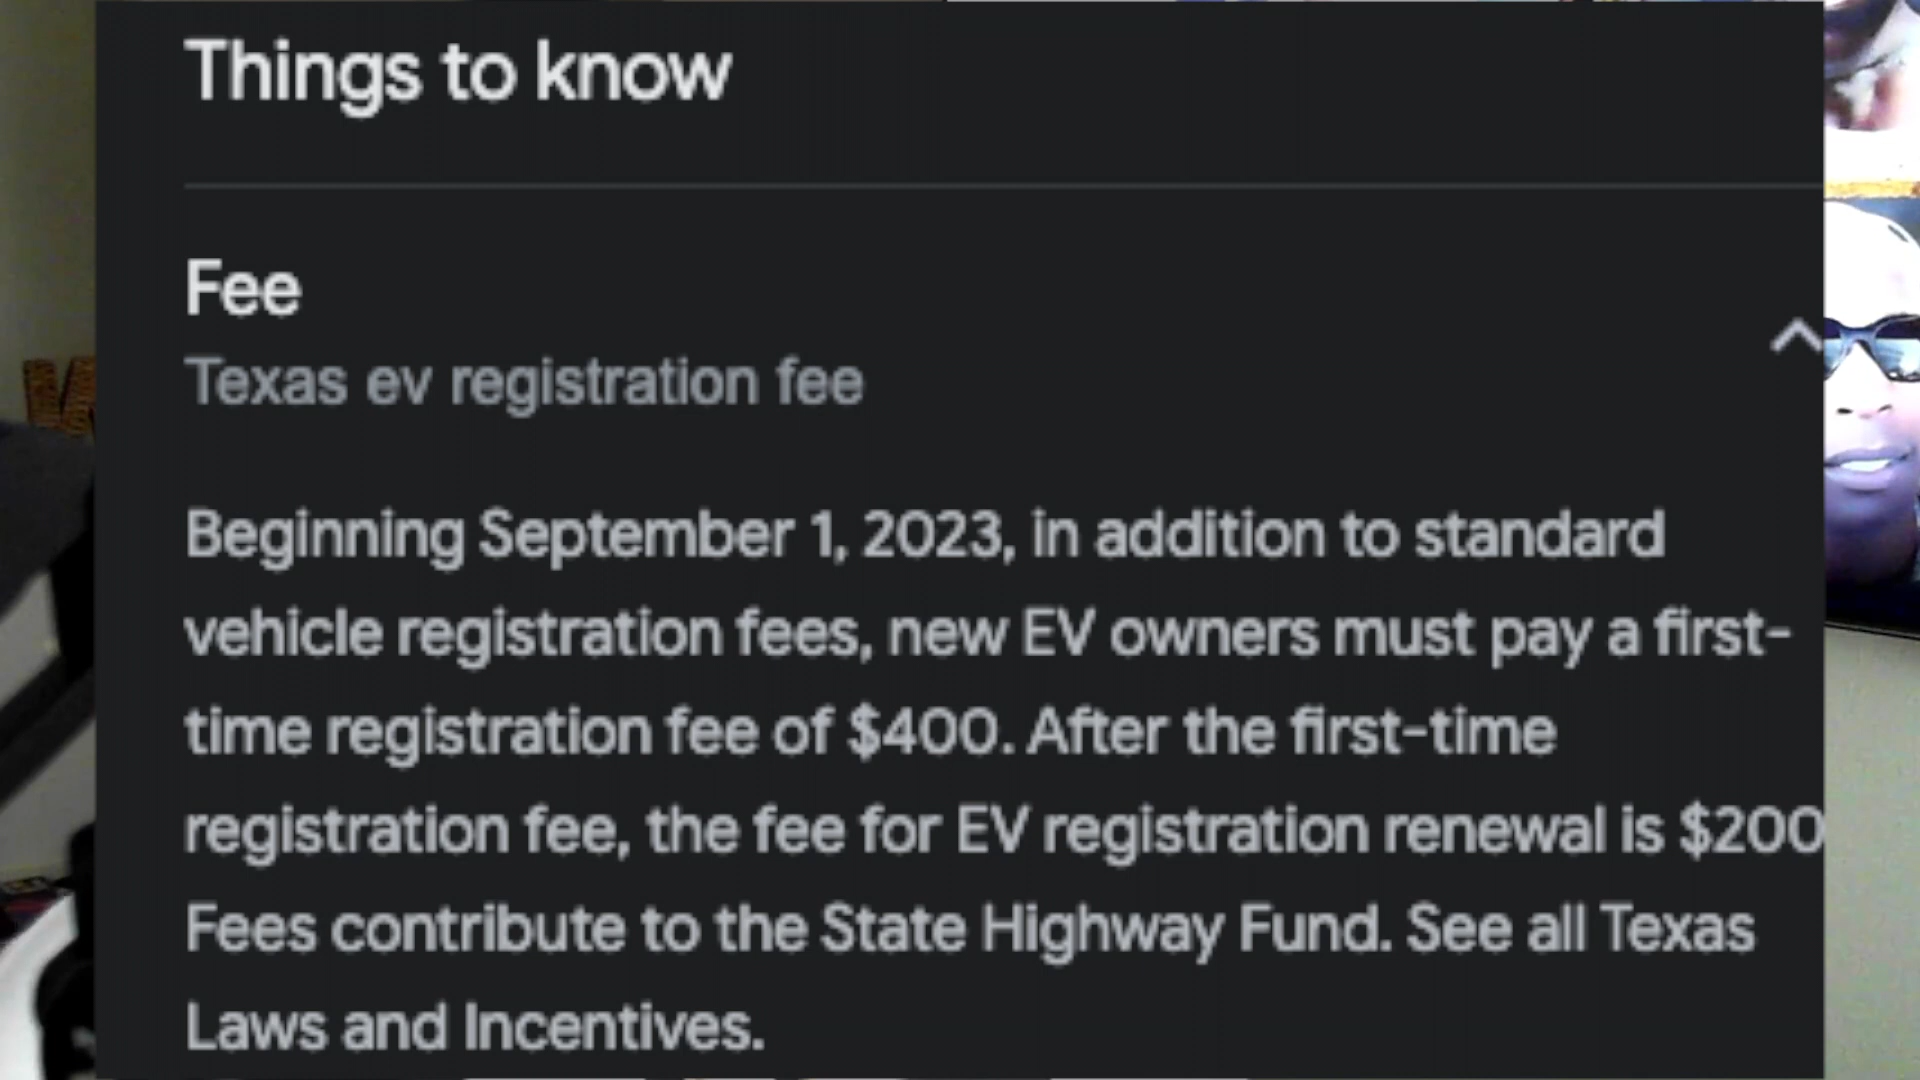 Things to know
Fee
Texas ev registration fee
Beginning September 1, 2023, in addition to standard
vehicle registration fees, new EV owners must pay a first-
time registration fee of $400. After the first-time
registration fee, the fee for EV registration renewal is $200
Fees contribute to the State Highway Fund. See all Texas
Laws and Incentives.